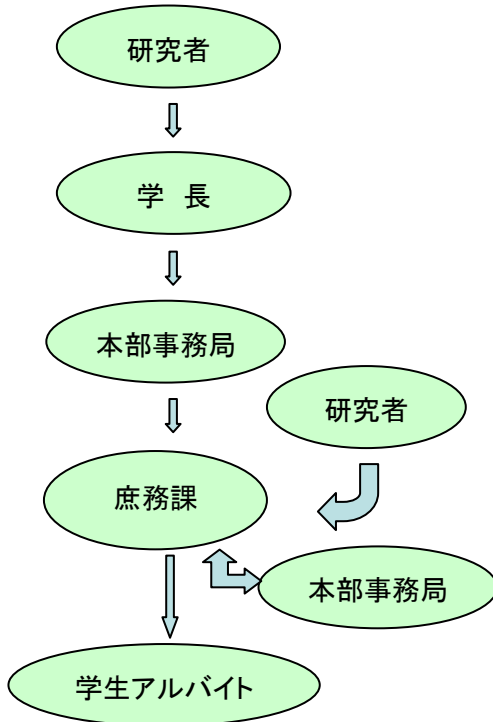 研究者
学 長
本部事務局
研究者
庶務課
本部事務局
学生アルバイト